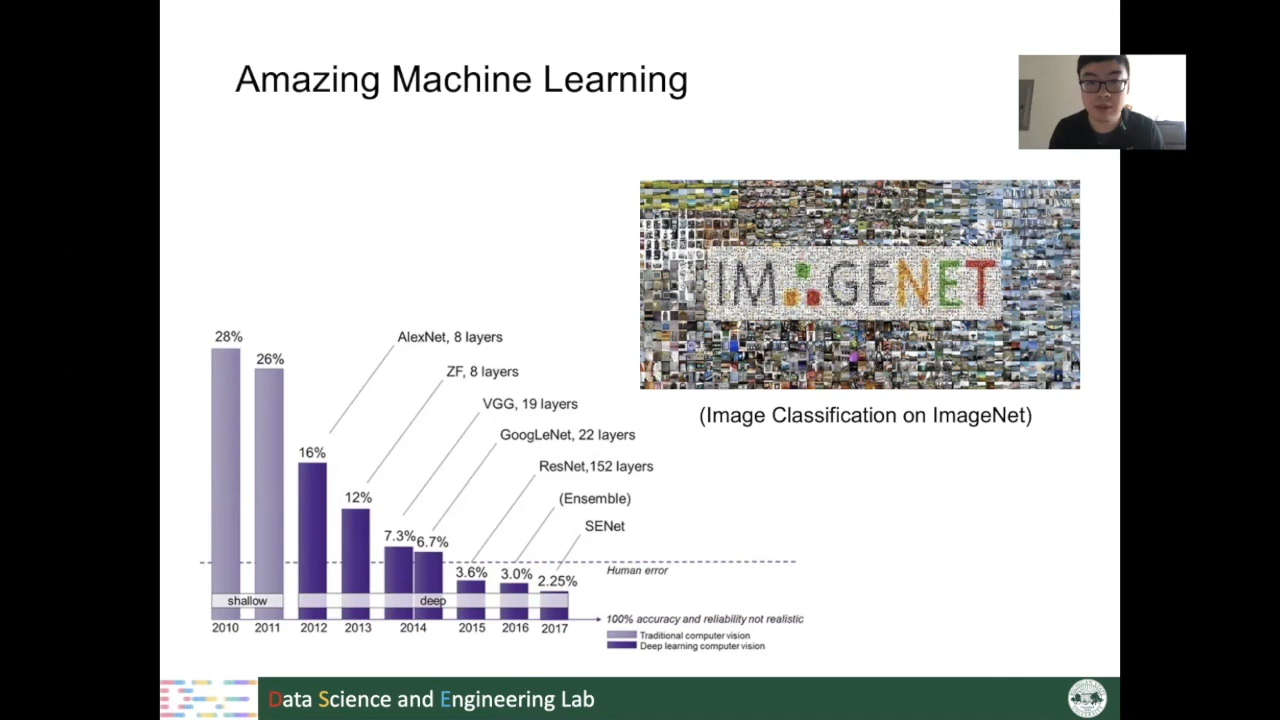 Amazing Machine Learning
IMAGENET
(Image Classification on ImageNet)
28%
26%
16%
12%
7.3%
6.7%
3.6%
3.0%
2.25%
AlexNet, 8 layers
ZF, 8 layers
VGG, 19 layers
GoogLeNet, 22 layers
ResNet,152 layers
(Ensemble)
SENet
Human error
shallow
deep
2010
2011
2012
2013
2014
2015
2016
2017
100% accuracy and reliability not realistic
Traditional computer vision
Deep learning computer vision
Data Science and Engineering Lab